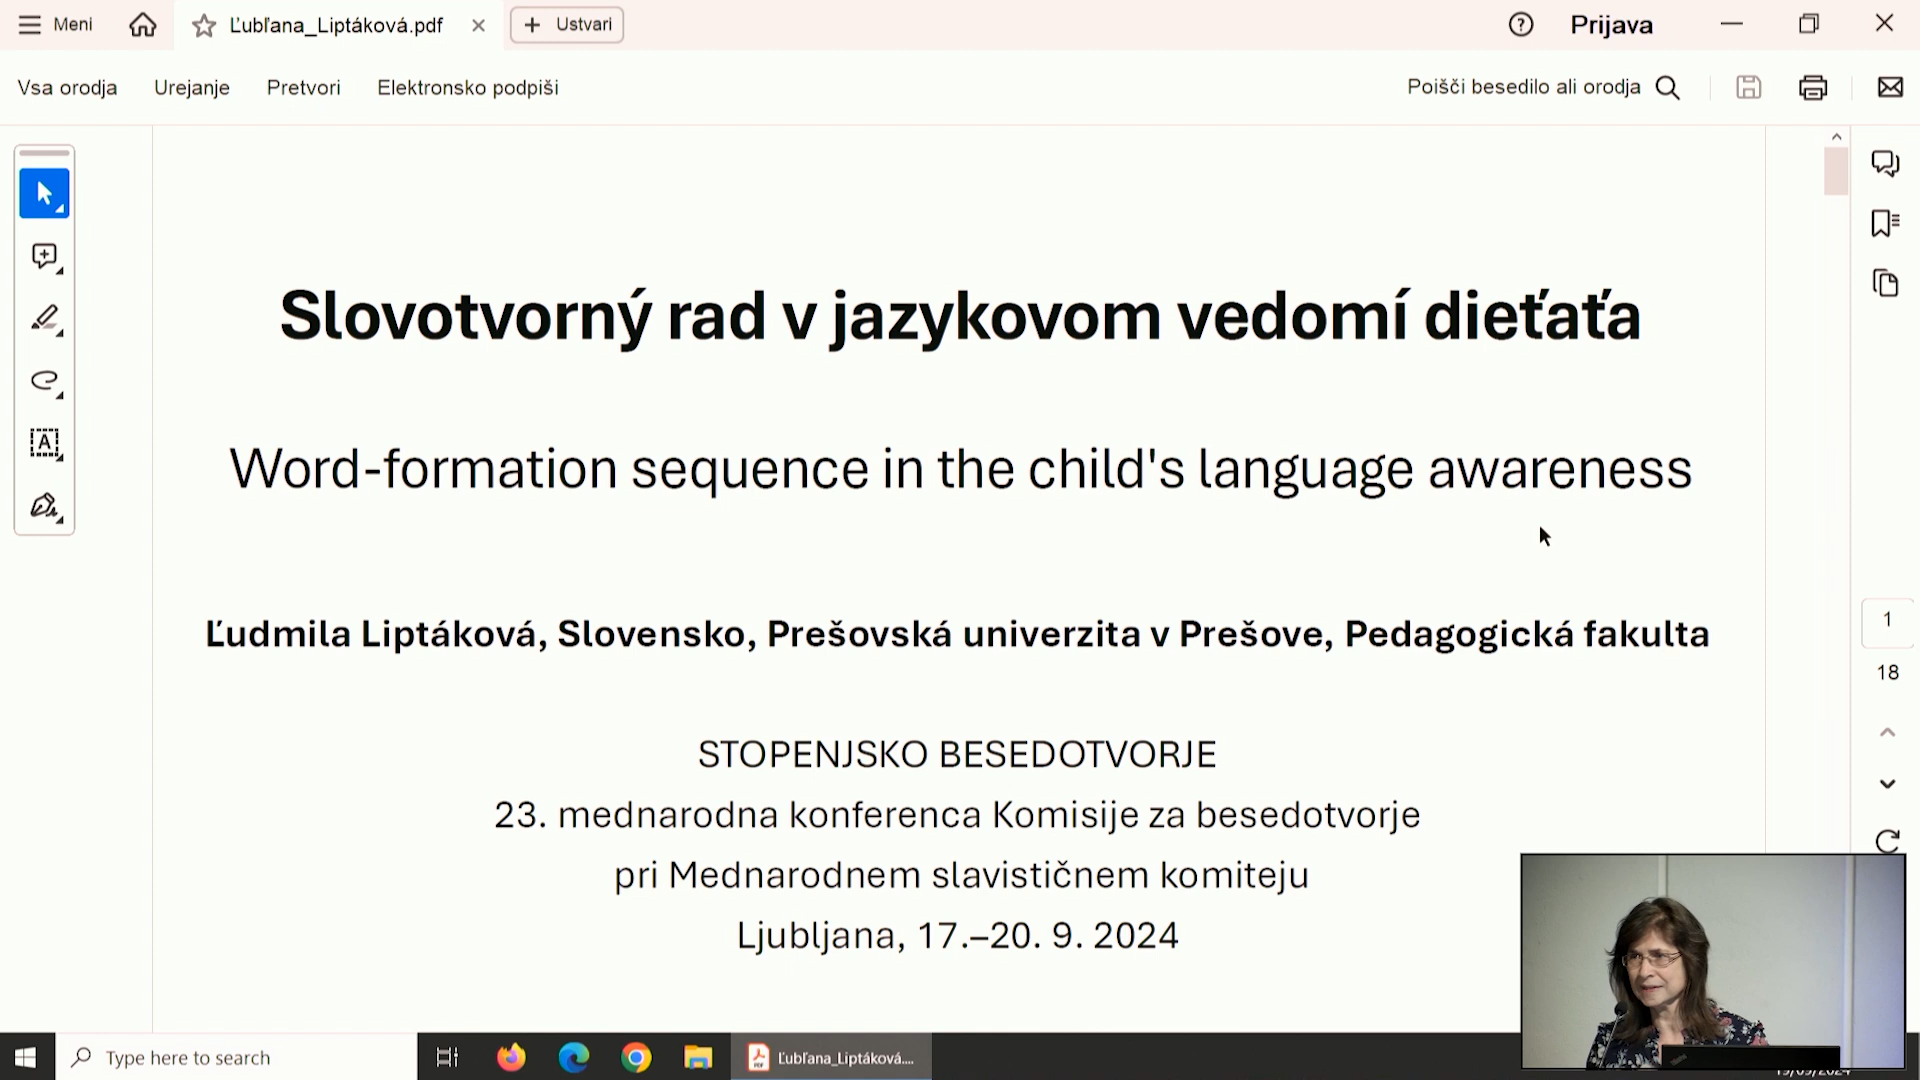 Meni
Ľubľana_Liptáková.pdf
Ustvari
Prijava
Vsa orodja
Urejanje
Pretvori
Elektronsko podpiši
Poišči besedilo ali orodja
Slovotvorný rad v jazykovom vedomí dieťaťa
Word-formation sequence in the child's language awareness
Ľudmila Liptáková, Slovensko, Prešovská univerzita v Prešove, Pedagogická fakulta
STOPENJSKO BESEDOTVORJE
23. mednarodna konferenca Komisije za besedotvorje
pri Mednarodnem slavističnem komiteju
Ljubljana, 17.–20. 9. 2024
1
18
Type here to search
Ľubľana_Liptáková....